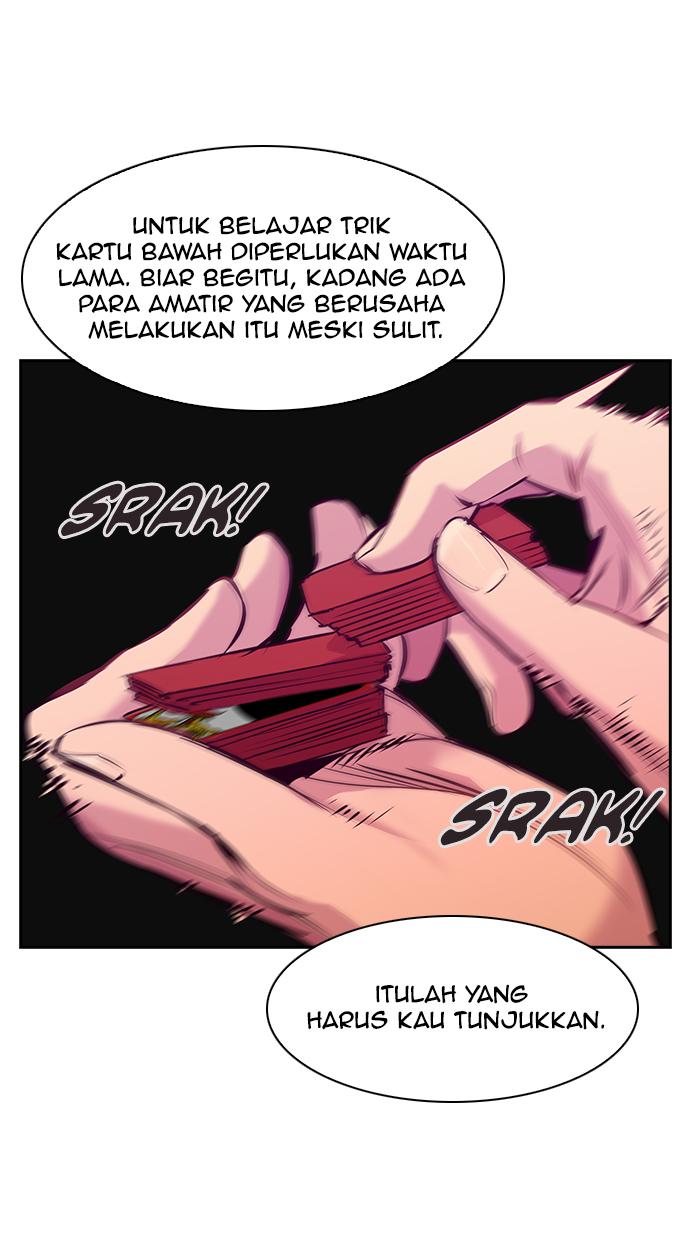 UNTUK BELAJAR TRIK
KARTU BAWAH DIPERLUKAN WAKTU
LAMA. BIAR BEGITU, KADANG ADA
PARA AMATIR YANG BERUSAHA
MELAKUKAN ITU MESKI SULIT.
SRAK!
SRAK!
ITULAH YANG
HARUS KAU TUNJUKKAN.